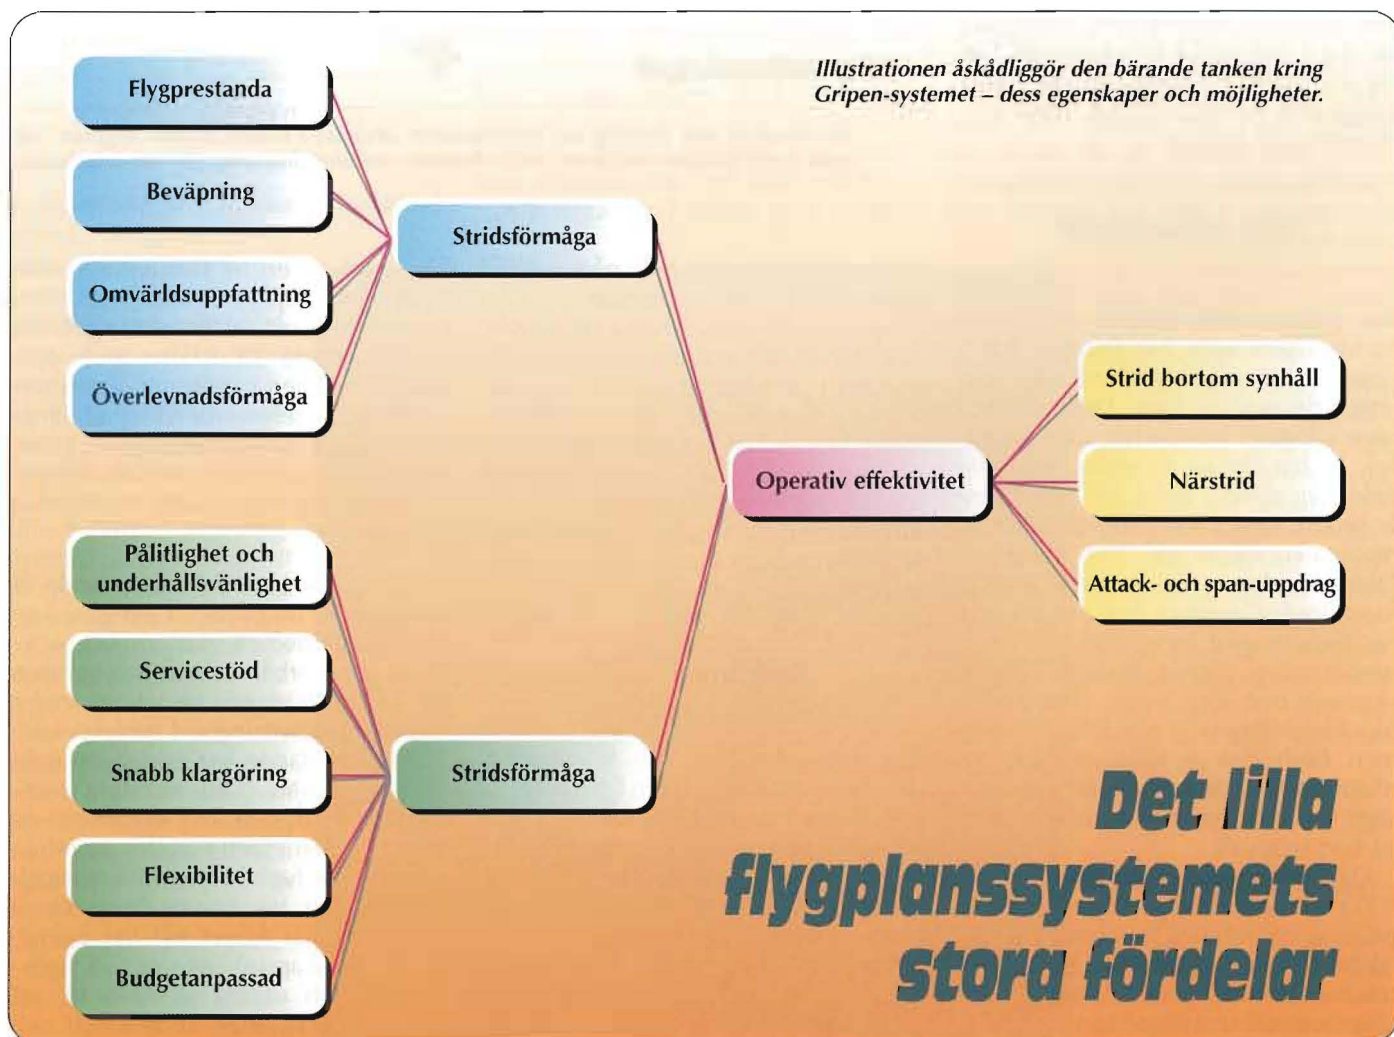 Illustrationen åskådliggör den bärande tanken kring
Gripen-systemet – dess egenskaper och möjligheter.
Flygprestanda
Beväpning
Omvärldsuppfattning
Överlevnadsförmåga
Stridsförmåga
Pålitlighet och
underhållsvänlighet
Servicestöd
Snabb klargöring
Flexibilitet
Budgetanpassad
Stridsförmåga
Operativ effektivitet
Strid bortom synhåll
Närstrid
Attack- och span-uppdrag
Det lilla
flygplanssystemets
stora fördelar